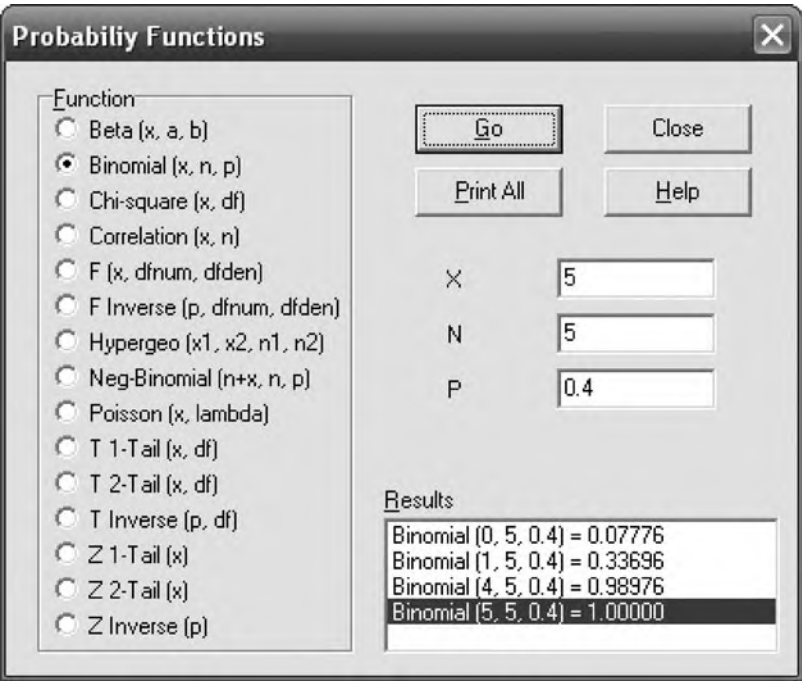 Probabiliy Functions
Function
Beta (x, a, b)
Binomial (x, n, p)
Chi-square (x, df)
Correlation (x, n)
F (x, dfnum, dfden)
F Inverse (p, dfnum, dfden)
Hypergeo (x1, x2, n1, n2)
Neg-Binomial (n+x, n, p)
Poisson (x, lambda)
T 1-Tail (x, df)
T 2-Tail (x, df)
T Inverse (p, df)
Z 1-Tail (x)
Z 2-Tail (x)
Z Inverse (p)
Go
Close
Print All
Help
X 5
N 5
P 0.4
Results
Binomial (0, 5, 0.4) = 0.07776
Binomial (1, 5, 0.4) = 0.33696
Binomial (4, 5, 0.4) = 0.98976
Binomial (5, 5, 0.4) = 1.00000